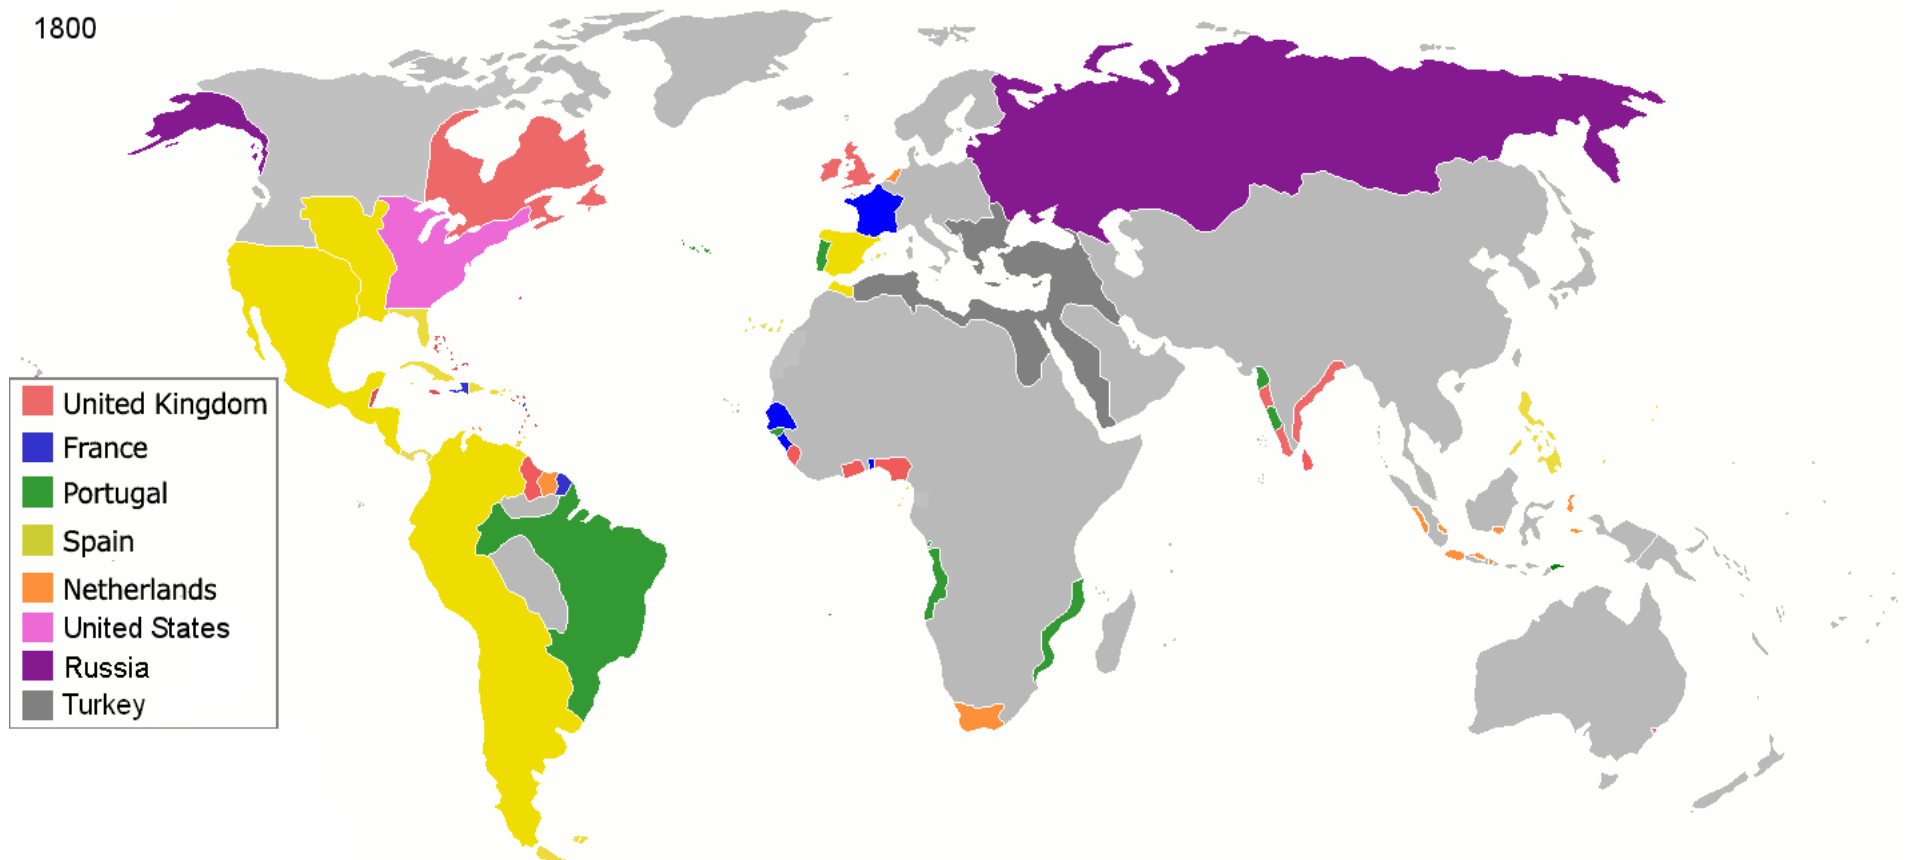 1800
United Kingdom
France
Portugal
Spain
Netherlands
United States
Russia
Turkey